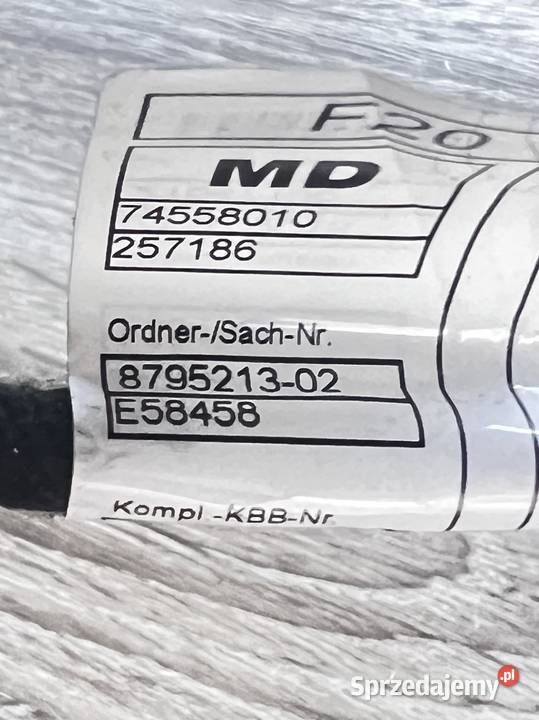 F20
MD
74558010
257186
Ordner-/Sach-Nr.
8795213-02
E58458
Kompl -KBB-Nr
Sprzedajemy.pl